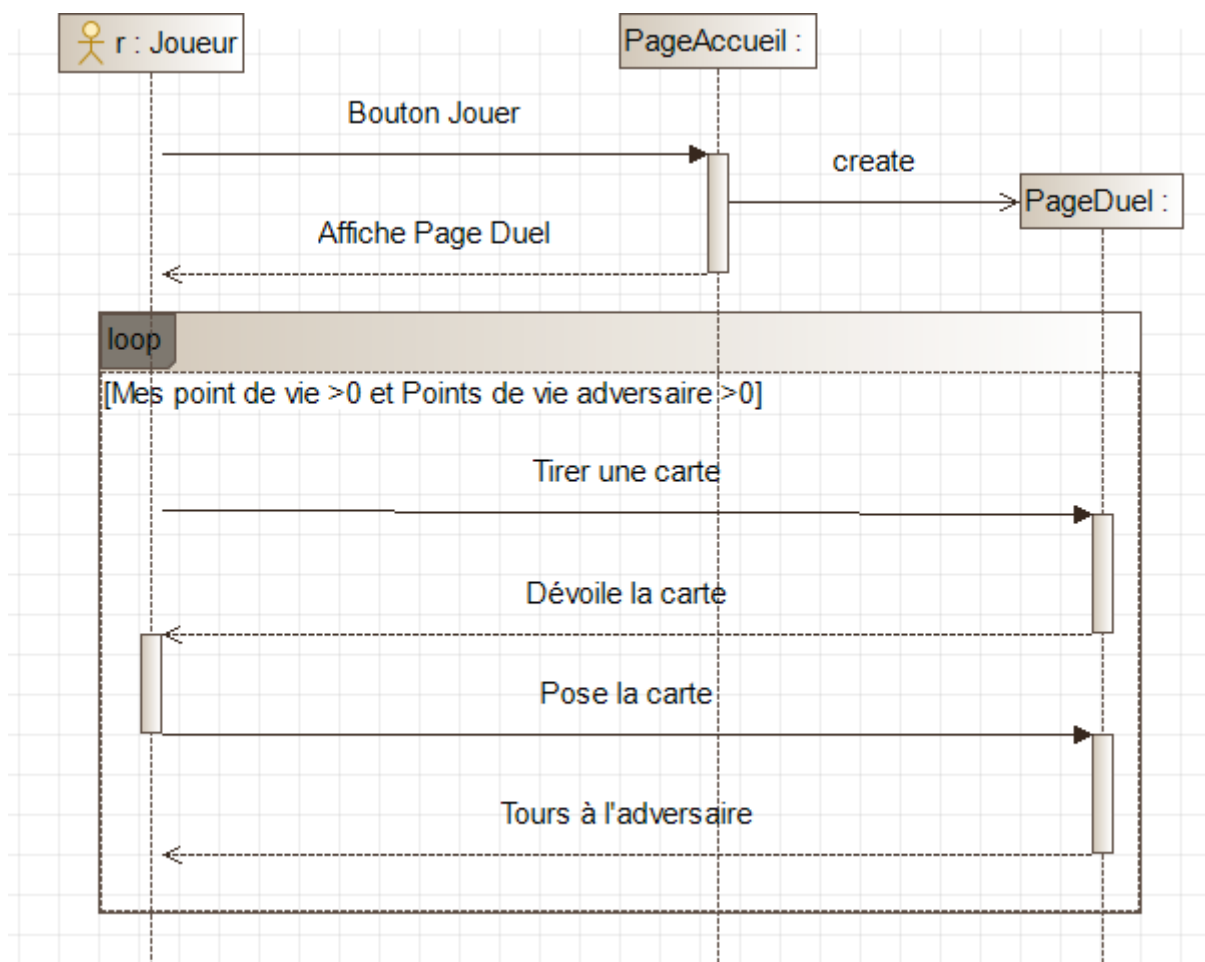 r : Joueur
PageAccueil :
Bouton Jouer
create
PageDuel :
Affiche Page Duel
loop
[Mes point de vie >0 et Points de vie adversaire >0]
Tirer une carte
Dévoile la carte
Pose la carte
Tours à l'adversaire